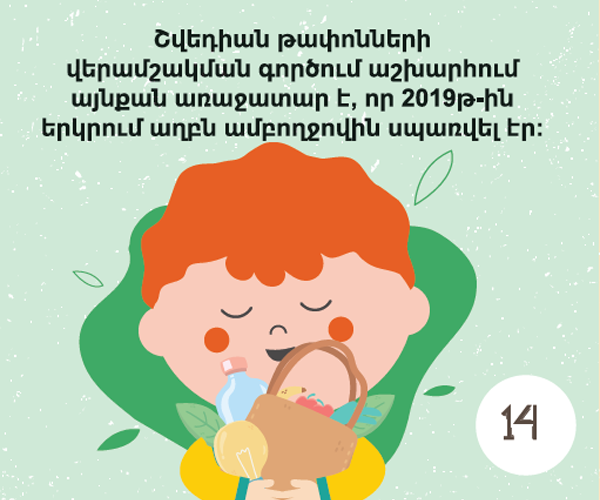 Շվեդիան թափոնների
վերամշակման գործում աշխարհում
այնքան առաջատար է, որ 2019թ-ին
երկրում աղբն ամբողջովին սպառվել էր:
14